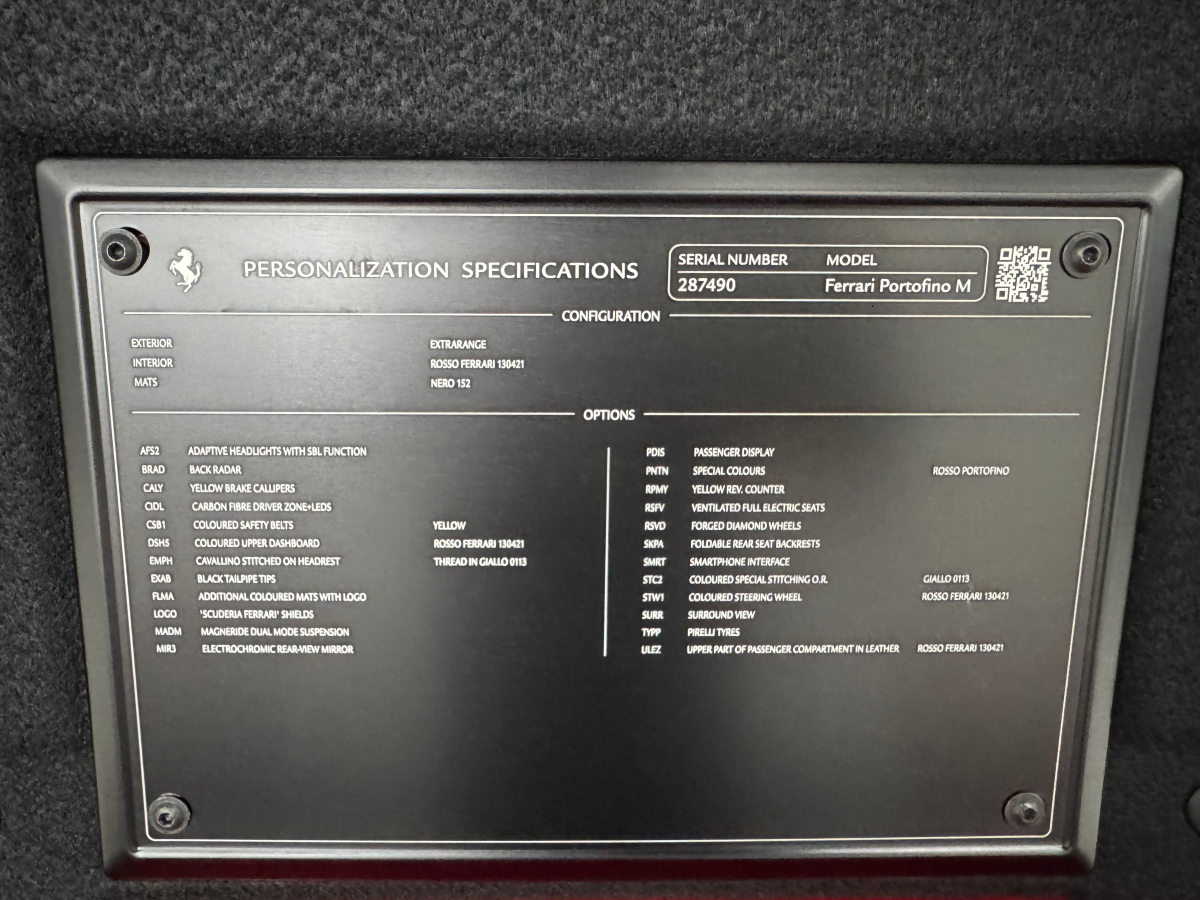 PERSONALIZATION SPECIFICATIONS
SERIAL NUMBER MODEL
287490 Ferrari Portofino M
CONFIGURATION
EXTERIOR EXTRARANGE
INTERIOR ROSSO FERRARI 130421
MATS NERO 152
OPTIONS
AFS2 ADAPTIVE HEADLIGHTS WITH SBL FUNCTION
BRAD BACK RADAR
CALY YELLOW BRAKE CALLIPERS
CIDL CARBON FIBRE DRIVER ZONE+LEDS
CSB1 COLOURED SAFETY BELTS YELLOW
DSHS COLOURED UPPER DASHBOARD ROSSO FERRARI 130421
EMPH CAVALLINO STITCHED ON HEADREST THREAD IN GIALLO 0113
EXAB BLACK TAILPIPE TIPS
FLMA ADDITIONAL COLOURED MATS WITH LOGO
LOGO 'SCUDERIA FERRARI' SHIELDS
MADM MAGNERIDE DUAL MODE SUSPENSION
MIR3 ELECTROCHROMIC REAR-VIEW MIRROR
PDIS PASSENGER DISPLAY
PNTN SPECIAL COLOURS ROSSO PORTOFINO
RPMY YELLOW REV. COUNTER
RSFV VENTILATED FULL ELECTRIC SEATS
RSVD FORGED DIAMOND WHEELS
SKPA FOLDABLE REAR SEAT BACKRESTS
SMRT SMARTPHONE INTERFACE
STC2 COLOURED SPECIAL STITCHING O.R. GIALLO 0113
STW1 COLOURED STEERING WHEEL ROSSO FERRARI 130421
SURR SURROUND VIEW
TYPP PIRELLI TYRES
ULEZ UPPER PART OF PASSENGER COMPARTMENT IN LEATHER ROSSO FERRARI 130421